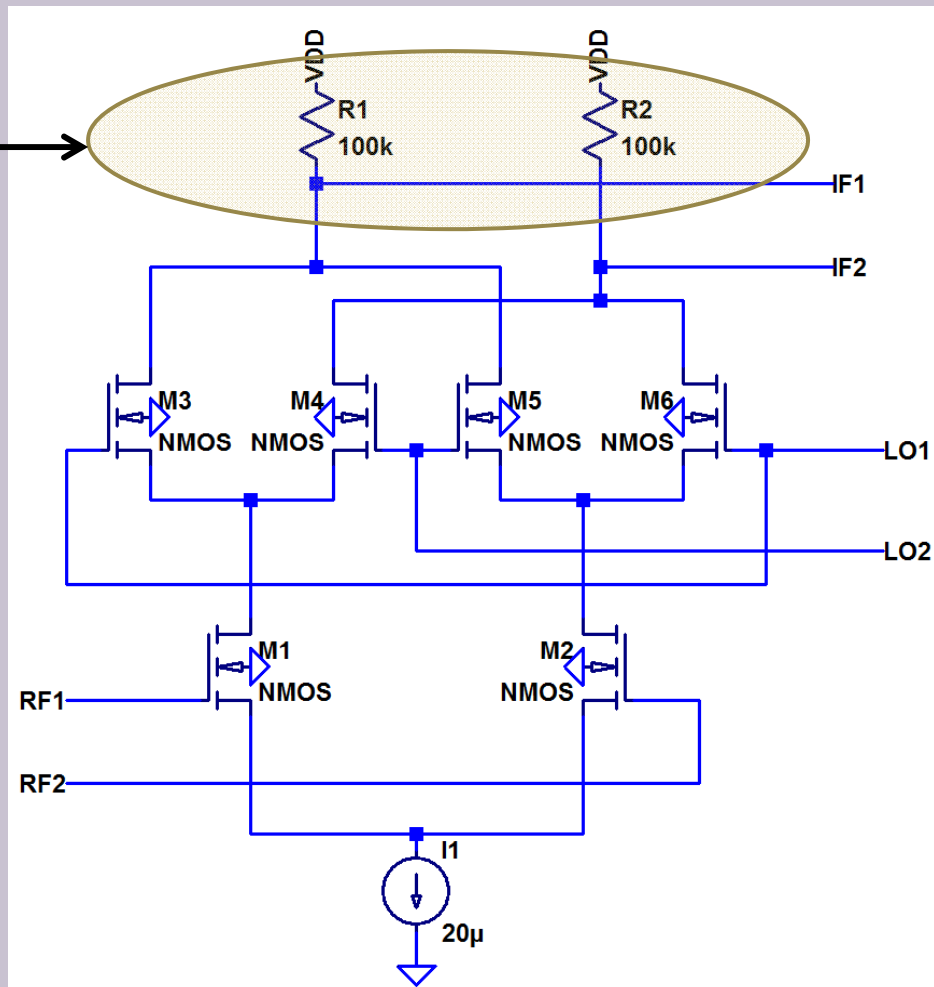 VDD VDD
R1 R2
100k 100k
IF1
IF2
M3 M4 M5 M6
NMOS NMOS NMOS NMOS
LO1
LO2
M1 M2
NMOS NMOS
RF1
RF2
I1
20µ